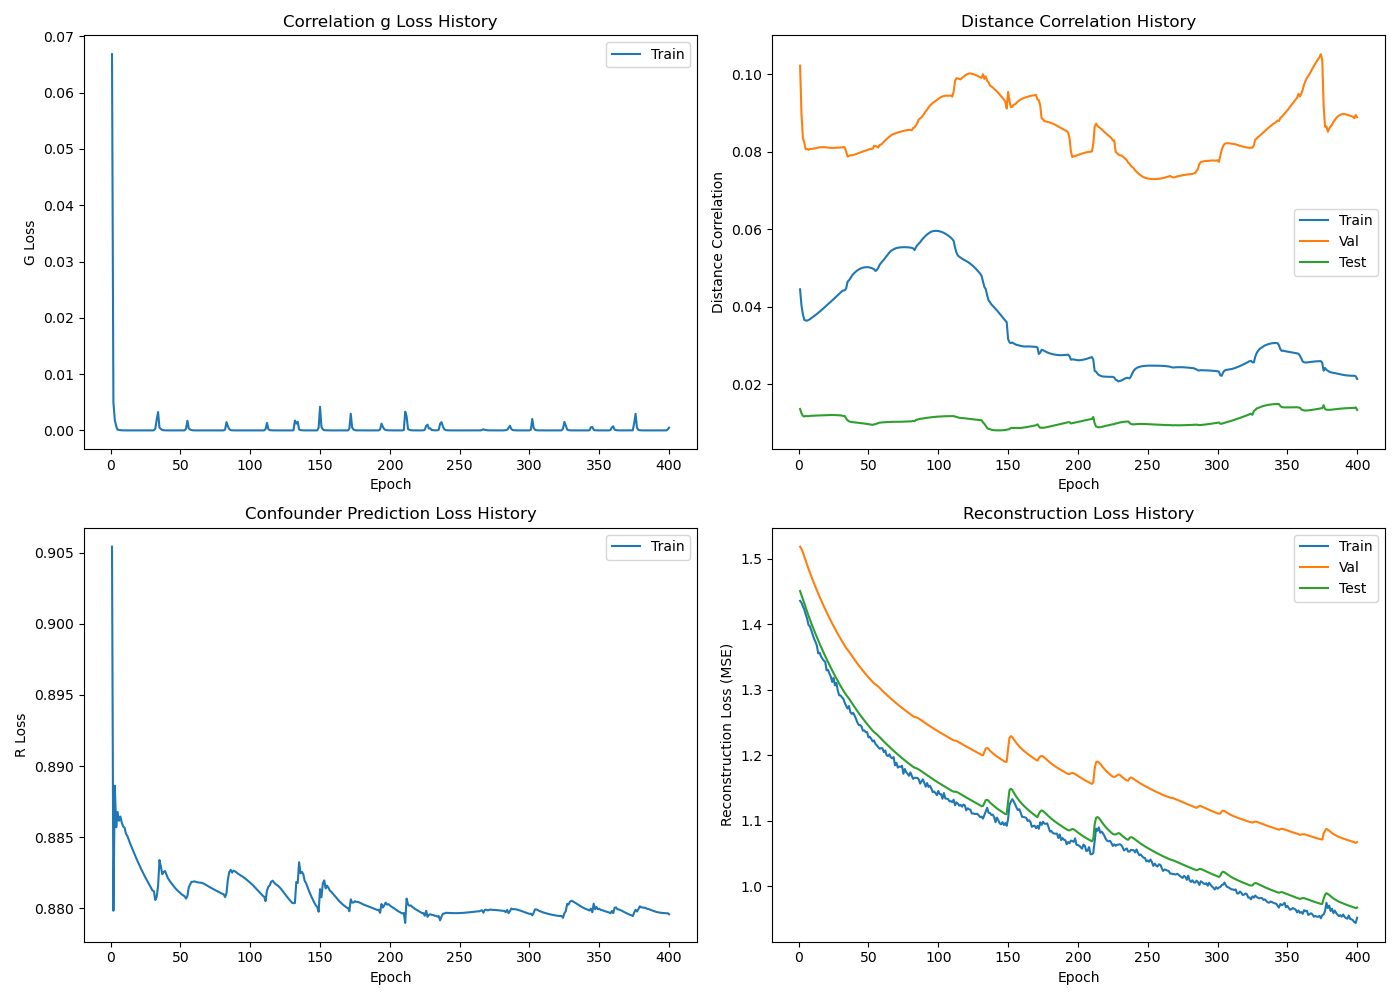 Correlation g Loss History
G Loss
0.07
0.06
0.05
0.04
0.03
0.02
0.01
0.00
Train
0 50 100 150 200 250 300 350 400
Epoch
Distance Correlation History
Distance Correlation
0.10
0.08
0.06
0.04
0.02
Train
Val
Test
0 50 100 150 200 250 300 350 400
Epoch
Confounder Prediction Loss History
R Loss
0.905
0.900
0.895
0.890
0.885
0.880
Train
0 50 100 150 200 250 300 350 400
Epoch
Reconstruction Loss History
Reconstruction Loss (MSE)
1.5
1.4
1.3
1.2
1.1
1.0
Train
Val
Test
0 50 100 150 200 250 300 350 400
Epoch